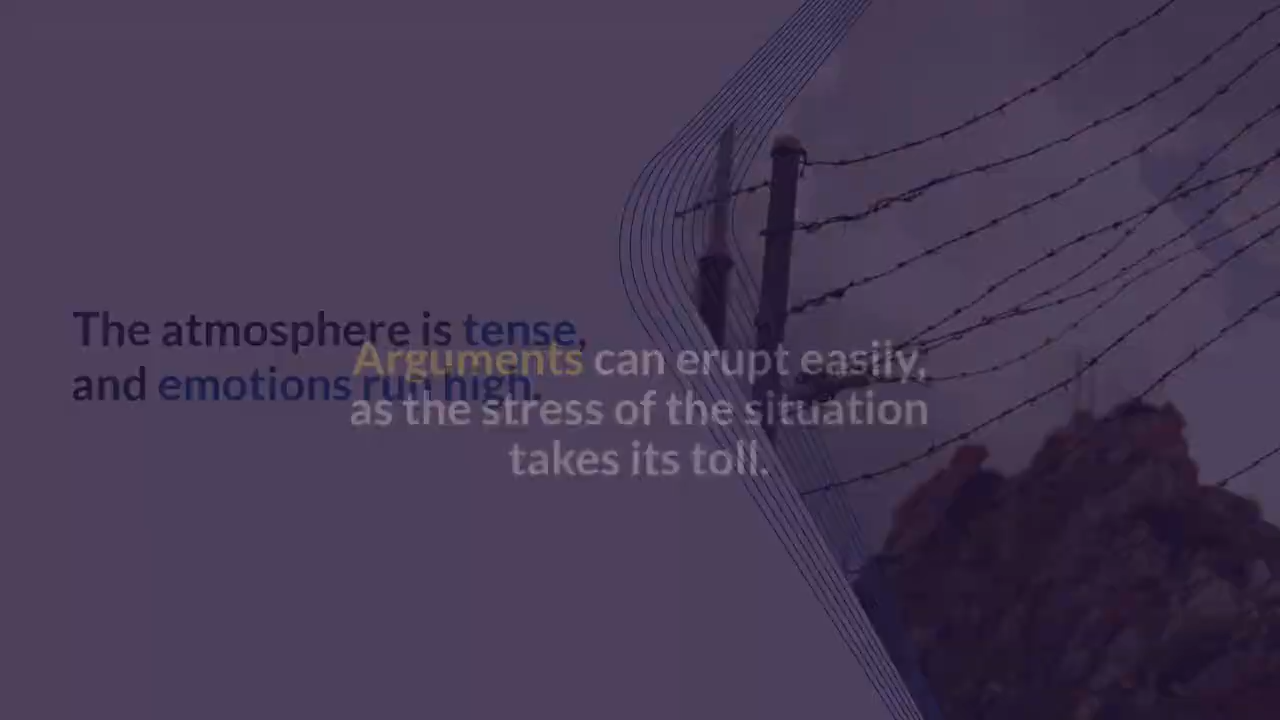 The atmosphere is tense,
and emotions run high.
Arguments can erupt easily,
as the stress of the situation
takes its toll.